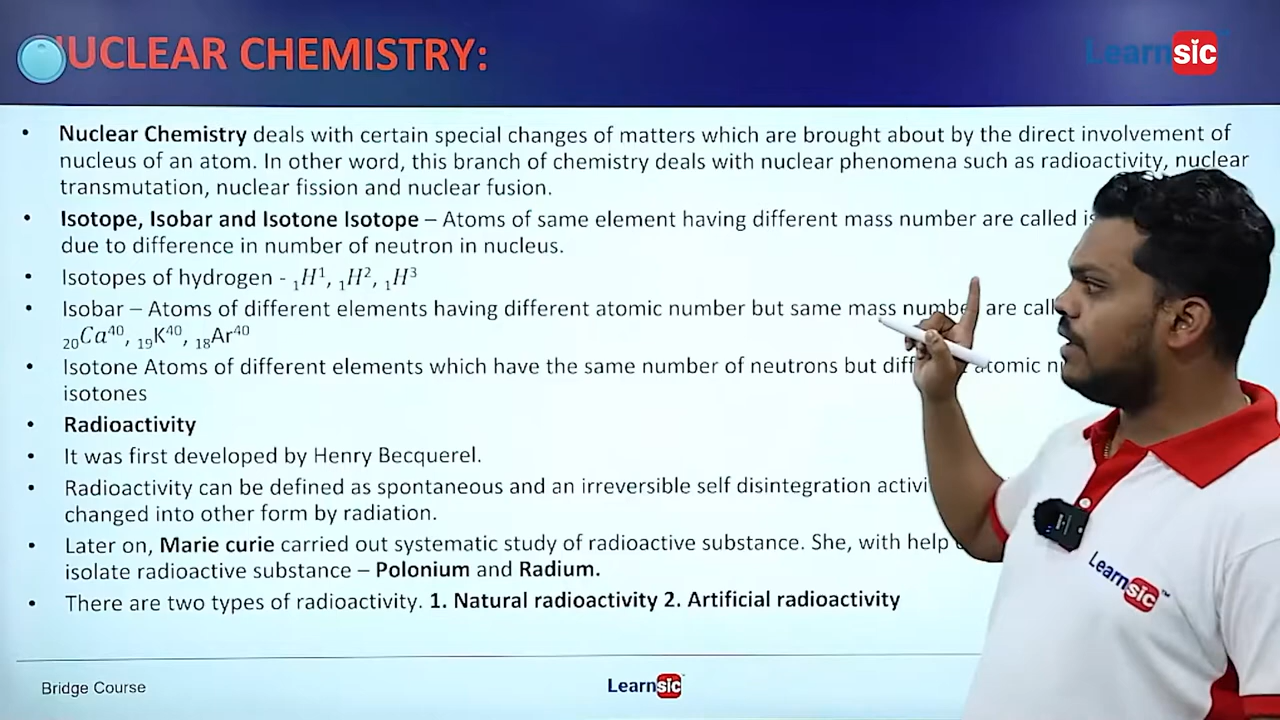 NUCLEAR CHEMISTRY:
Learnsic
• Nuclear Chemistry deals with certain special changes of matters which are brought about by the direct involvement of
nucleus of an atom. In other word, this branch of chemistry deals with nuclear phenomena such as radioactivity, nuclear
transmutation, nuclear fission and nuclear fusion.
• Isotope, Isobar and Isotone Isotope – Atoms of same element having different mass number are called
due to difference in number of neutron in nucleus.
• Isotopes of hydrogen - ₁H¹, ₁H², ₁H³
• Isobar – Atoms of different elements having different atomic number but same mass number are
₂₀Ca⁴⁰, ₁₉K⁴⁰, ₁₈Ar⁴⁰
• Isotone Atoms of different elements which have the same number of neutrons but atomic
isotones
• Radioactivity
• It was first developed by Henry Becquerel.
• Radioactivity can be defined as spontaneous and an irreversible self disintegration
changed into other form by radiation.
• Later on, Marie curie carried out systematic study of radioactive substance. She, with help
isolate radioactive substance – Polonium and Radium.
• There are two types of radioactivity. 1. Natural radioactivity 2. Artificial radioactivity
Learnsic™
Bridge Course
Learnsic